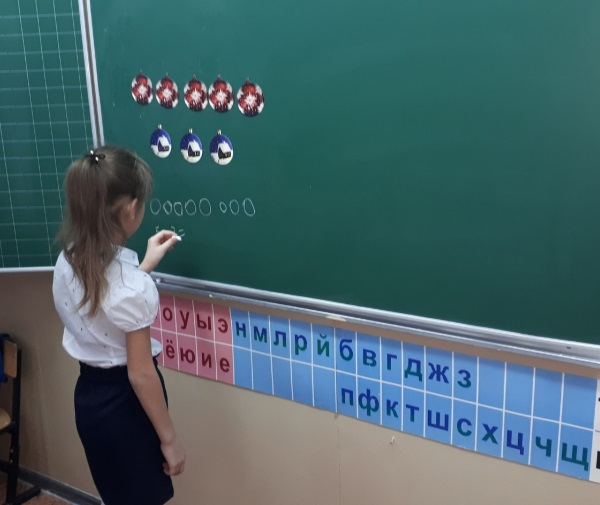 о у ы э н м л р й б в г д ж з
ё ю и е п ф к т ш с х ц ч щ